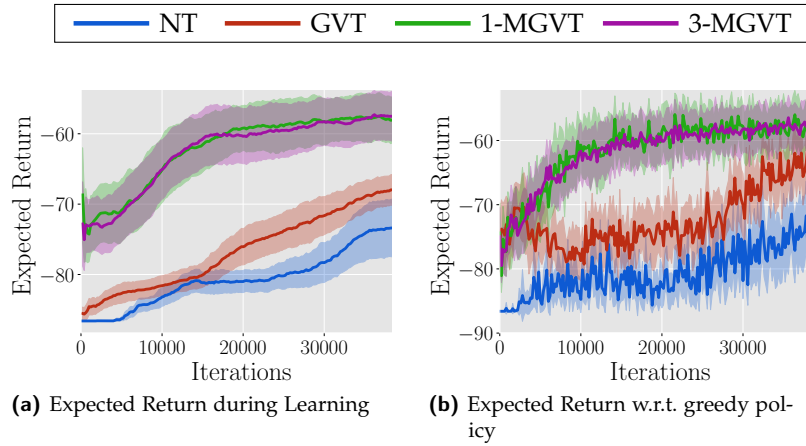 NT GVT 1-MGVT 3-MGVT
Expected Return
−60
−70
−80
0 10000 20000 30000
Iterations
(a) Expected Return during Learning
Expected Return
−60
−70
−80
−90
0 10000 20000 30000
Iterations
(b) Expected Return w.r.t. greedy pol-
icy